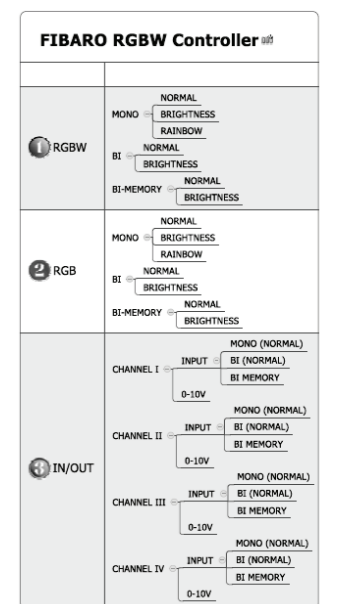 FIBARO RGBW Controller
1 RGBW
MONO
NORMAL
BRIGHTNESS
RAINBOW
BI
NORMAL
BRIGHTNESS
BI-MEMORY
NORMAL
BRIGHTNESS
2 RGB
MONO
NORMAL
BRIGHTNESS
RAINBOW
BI
NORMAL
BRIGHTNESS
BI-MEMORY
NORMAL
BRIGHTNESS
3 IN/OUT
CHANNEL I
INPUT
MONO (NORMAL)
BI (NORMAL)
BI MEMORY
0-10V
CHANNEL II
INPUT
MONO (NORMAL)
BI (NORMAL)
BI MEMORY
0-10V
CHANNEL III
INPUT
MONO (NORMAL)
BI (NORMAL)
BI MEMORY
0-10V
CHANNEL IV
INPUT
MONO (NORMAL)
BI (NORMAL)
BI MEMORY
0-10V